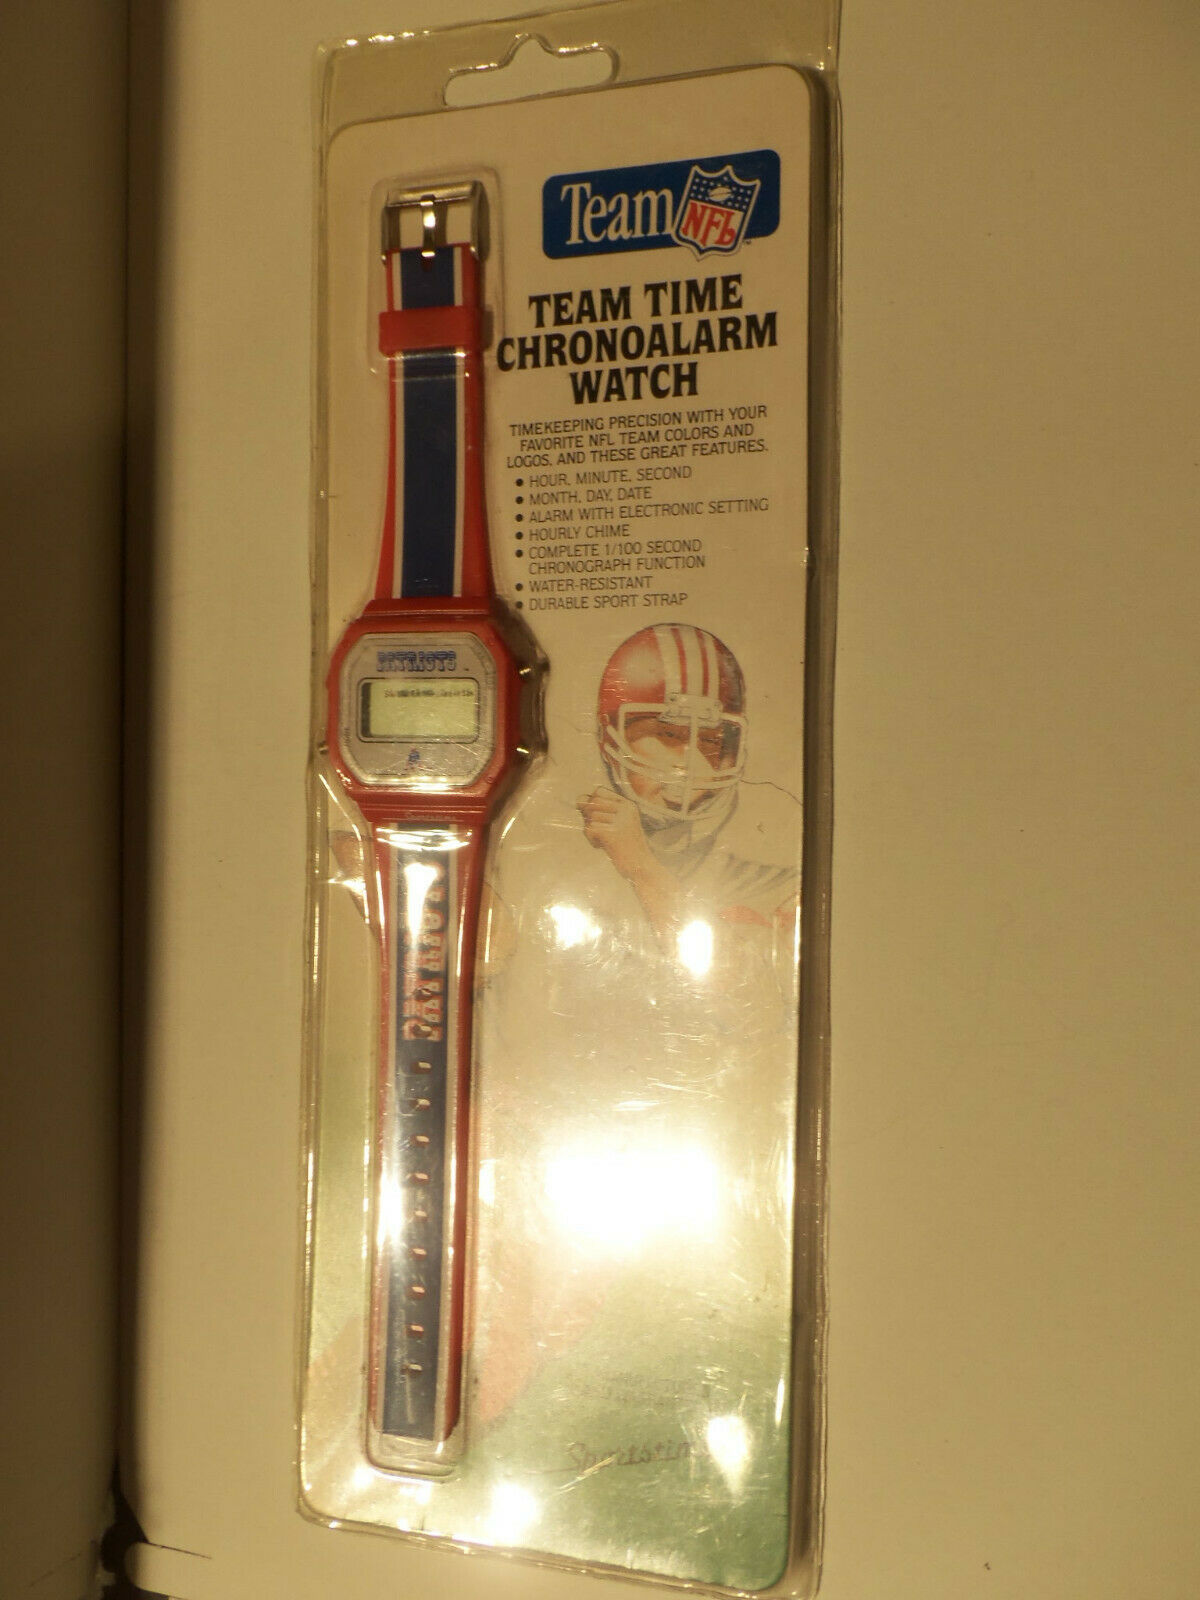 Team NFL
TEAM TIME
CHRONOALARM
WATCH
TIMEKEEPING PRECISION WITH YOUR
FAVORITE NFL TEAM COLORS AND
LOGOS, AND THESE GREAT FEATURES.
• HOUR, MINUTE, SECOND
• MONTH, DAY, DATE
• ALARM WITH ELECTRONIC SETTING
• HOURLY CHIME
• COMPLETE 1/100 SECOND
CHRONOGRAPH FUNCTION
• WATER-RESISTANT
• DURABLE SPORT STRAP
PATRIOTS
Sportstime